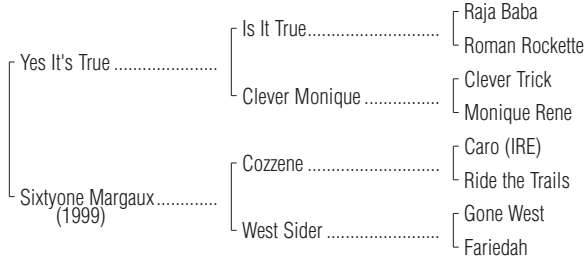 Raja Baba
Is It True
Roman Rockette
Yes It's True
Clever Trick
Clever Monique
Monique Rene
Caro (IRE)
Cozzene
Ride the Trails
Sixtyone Margaux
(1999)
Gone West
West Sider
Fariedah